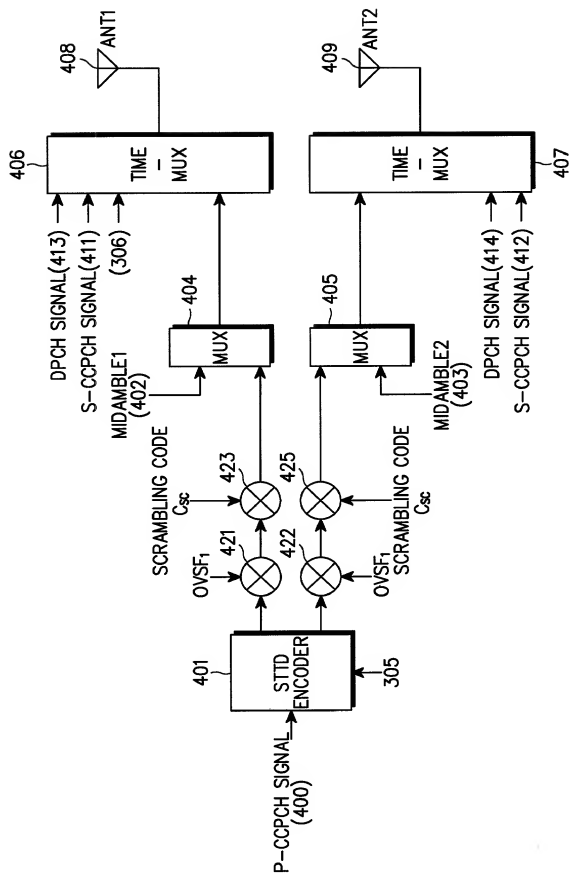 P-CCPCH SIGNAL
(400)
401
STTD
ENCODER
305
OVSF1
421
SCRAMBLING CODE
Csc
423
MIDAMBLE1
(402)
404
MUX
DPCH SIGNAL(413)
S-CCPCH SIGNAL(411)
(306)
406
TIME
-
MUX
408
ANT1
422
OVSF1
425
Csc
SCRAMBLING CODE
405
MUX
MIDAMBLE2
(403)
DPCH SIGNAL(414)
S-CCPCH SIGNAL(412)
TIME
-
MUX
407
409
ANT2